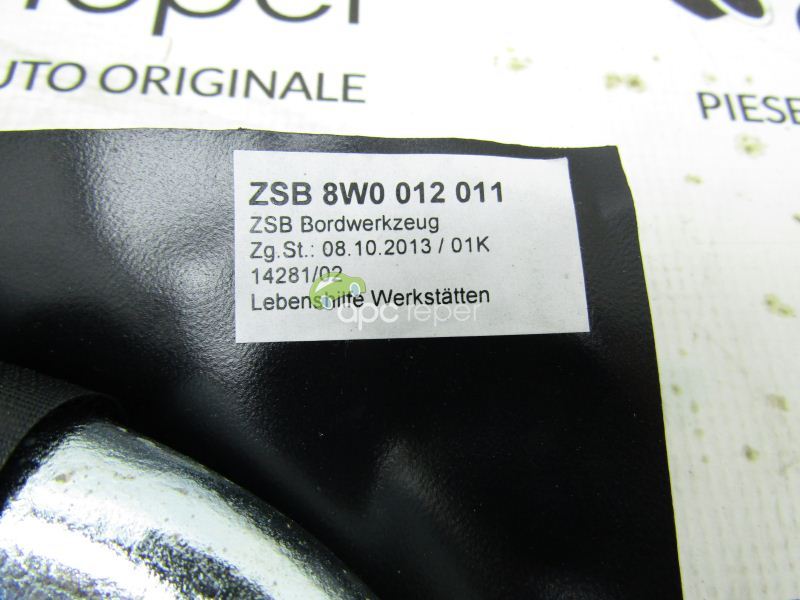 AUTO ORIGINALE
PIESE
ZSB 8W0 012 011
ZSB Bordwerkzeug
Zg.St.: 08.10.2013 / 01K
14281/02
Lebenshilfe Werkstätten
apc reper